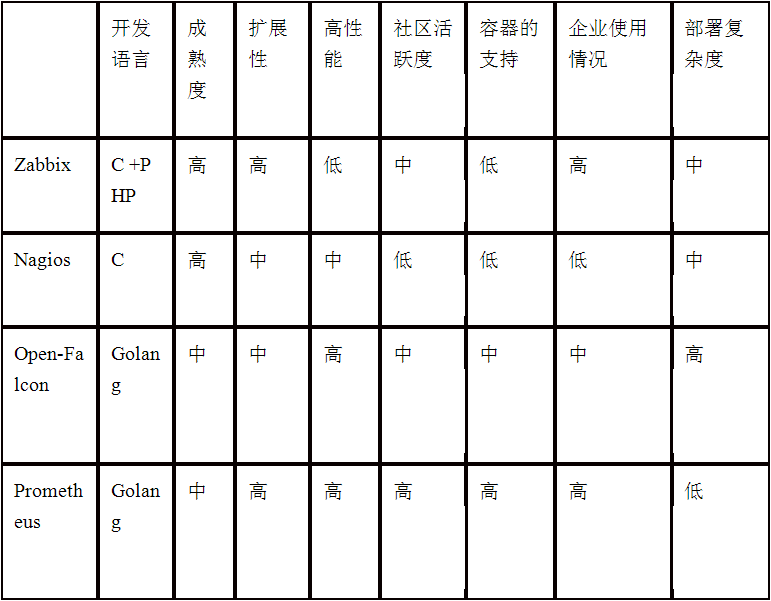 开发语言 成熟度 扩展性 高性能 社区活跃度 容器的支持 企业使用情况 部署复杂度
Zabbix C +PHP 高 高 低 中 低 高 中
Nagios C 高 中 中 低 低 低 中
Open-Falcon Golang 中 中 高 中 中 中 高
Prometheus Golang 中 高 高 高 高 高 低